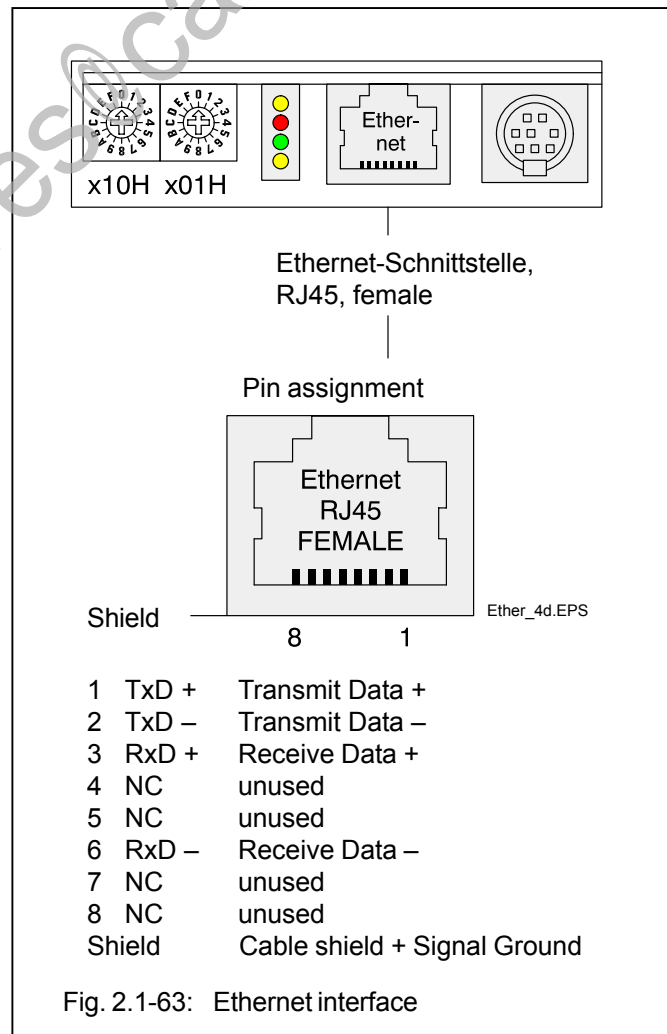 x10H x01H
Ether-
net
Ethernet-Schnittstelle,
RJ45, female
Pin assignment
Ethernet
RJ45
FEMALE
Shield
8 1
Ether_4d.EPS
1 TxD + Transmit Data +
2 TxD – Transmit Data –
3 RxD + Receive Data +
4 NC unused
5 NC unused
6 RxD – Receive Data –
7 NC unused
8 NC unused
Shield Cable shield + Signal Ground
Fig. 2.1-63: Ethernet interface